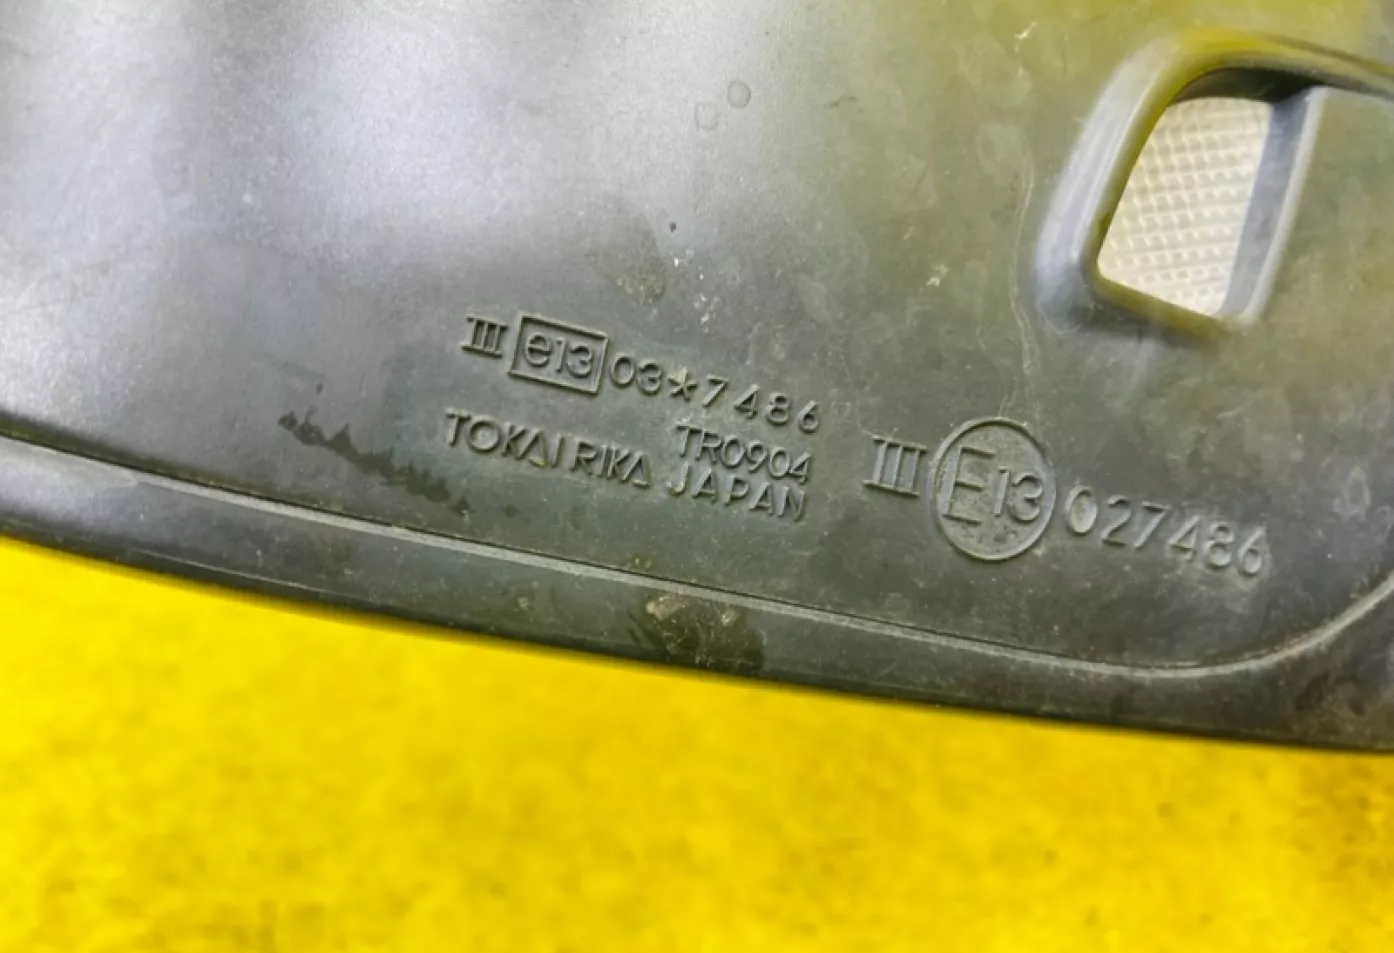 III e13 03*7486
TR0904
TOKAI RIKA JAPAN
III E13 027486